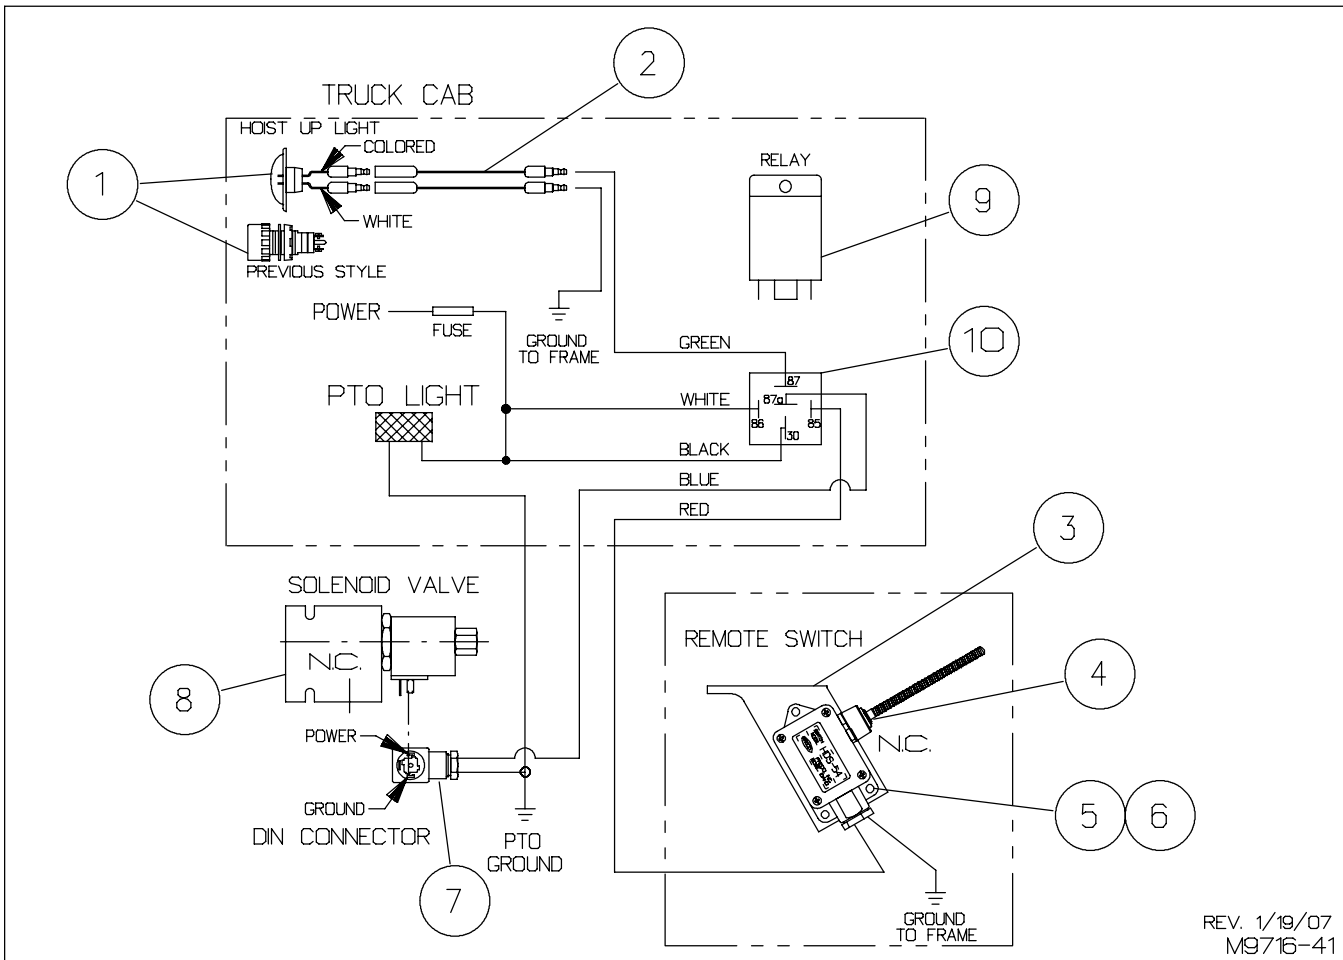 2
TRUCK CAB
HOIST UP LIGHT
COLORED
RELAY
1
9
WHITE
PREVIOUS STYLE
POWER
FUSE
GROUND
TO FRAME
GREEN
10
87
PTO LIGHT
WHITE
87a
86
85
30
BLACK
BLUE
RED
3
SOLENOID VALVE
REMOTE SWITCH
N.C.
4
8
POWER
N.C.
HDS-54
GROUND
DIN CONNECTOR
5
6
PTO
GROUND
7
GROUND
TO FRAME
REV. 1/19/07
M9716-41